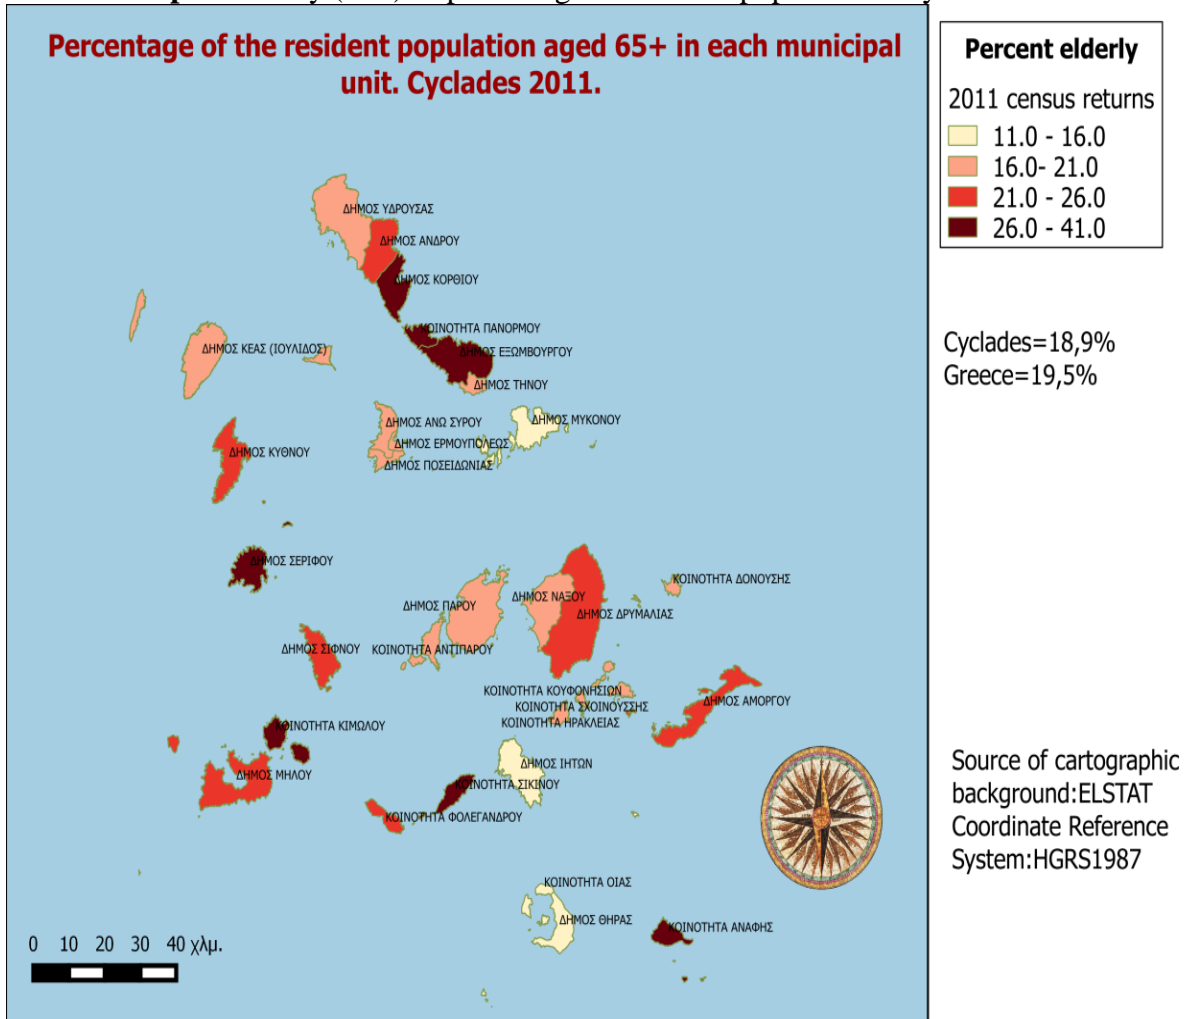 Percentage of the resident population aged 65+ in each municipal
unit. Cyclades 2011.
Percent elderly
2011 census returns
11.0 - 16.0
16.0- 21.0
21.0 - 26.0
26.0 - 41.0
Cyclades=18,9%
Greece=19,5%
ΔΗΜΟΣ ΥΔΡΟΥΣΑΣ
ΔΗΜΟΣ ΑΝΔΡΟΥ
ΔΗΜΟΣ ΚΟΡΘΙΟΥ
ΚΟΙΝΟΤΗΤΑ ΠΑΝΟΡΜΟΥ
ΔΗΜΟΣ ΚΕΑΣ (ΙΟΥΛΙΔΟΣ)
ΔΗΜΟΣ ΕΞΩΜΒΟΥΡΓΟΥ
ΔΗΜΟΣ ΤΗΝΟΥ
ΔΗΜΟΣ ΑΝΩ ΣΥΡΟΥ
ΔΗΜΟΣ ΜΥΚΟΝΟΥ
ΔΗΜΟΣ ΕΡΜΟΥΠΟΛΕΩΣ
ΔΗΜΟΣ ΚΥΘΝΟΥ
ΔΗΜΟΣ ΠΟΣΕΙΔΩΝΙΑΣ
ΔΗΜΟΣ ΣΕΡΙΦΟΥ
ΚΟΙΝΟΤΗΤΑ ΔΟΝΟΥΣΗΣ
ΔΗΜΟΣ ΝΑΞΟΥ
ΔΗΜΟΣ ΠΑΡΟΥ
ΔΗΜΟΣ ΔΡΥΜΑΛΙΑΣ
ΔΗΜΟΣ ΣΙΦΝΟΥ
ΚΟΙΝΟΤΗΤΑ ΑΝΤΙΠΑΡΟΥ
ΚΟΙΝΟΤΗΤΑ ΚΟΥΦΟΝΗΣΙΩΝ
ΔΗΜΟΣ ΑΜΟΡΓΟΥ
ΚΟΙΝΟΤΗΤΑ ΣΧΟΙΝΟΥΣΣΗΣ
ΚΟΙΝΟΤΗΤΑ ΗΡΑΚΛΕΙΑΣ
ΚΟΙΝΟΤΗΤΑ ΚΙΜΩΛΟΥ
ΔΗΜΟΣ ΙΗΤΩΝ
ΔΗΜΟΣ ΜΗΛΟΥ
ΚΟΙΝΟΤΗΤΑ ΣΙΚΙΝΟΥ
ΚΟΙΝΟΤΗΤΑ ΦΟΛΕΓΑΝΔΡΟΥ
ΚΟΙΝΟΤΗΤΑ ΟΙΑΣ
ΔΗΜΟΣ ΘΗΡΑΣ
ΚΟΙΝΟΤΗΤΑ ΑΝΑΦΗΣ
0 10 20 30 40 χλμ.
Source of cartographic
background:ELSTAT
Coordinate Reference
System:HGRS1987